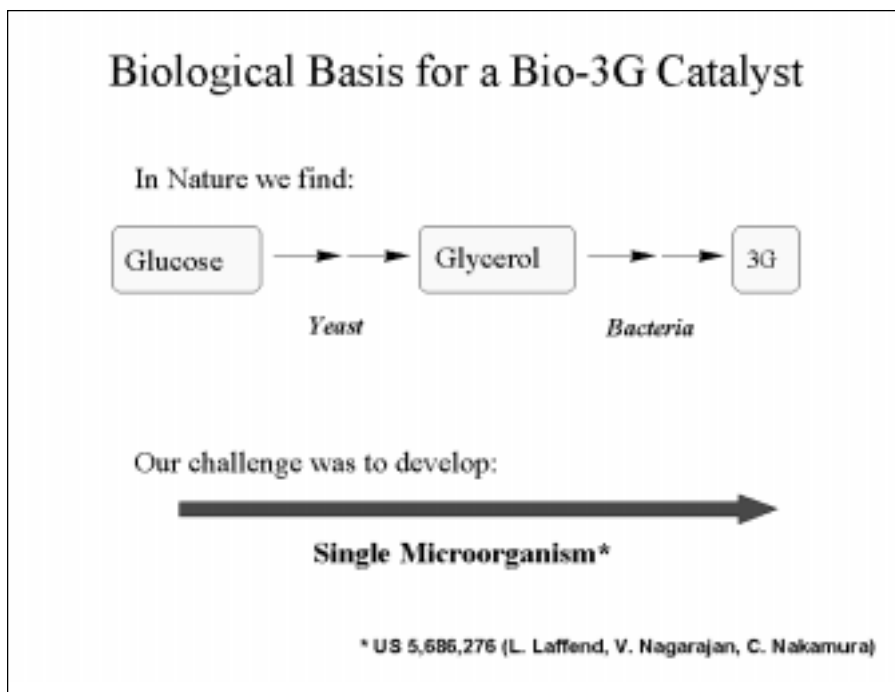 Biological Basis for a Bio-3G Catalyst
In Nature we find:
Glucose Glycerol 3G
Yeast Bacteria
Our challenge was to develop:
Single Microorganism*
* US 5,686,276 (L. Laffend, V. Nagarajan, C. Nakamura)